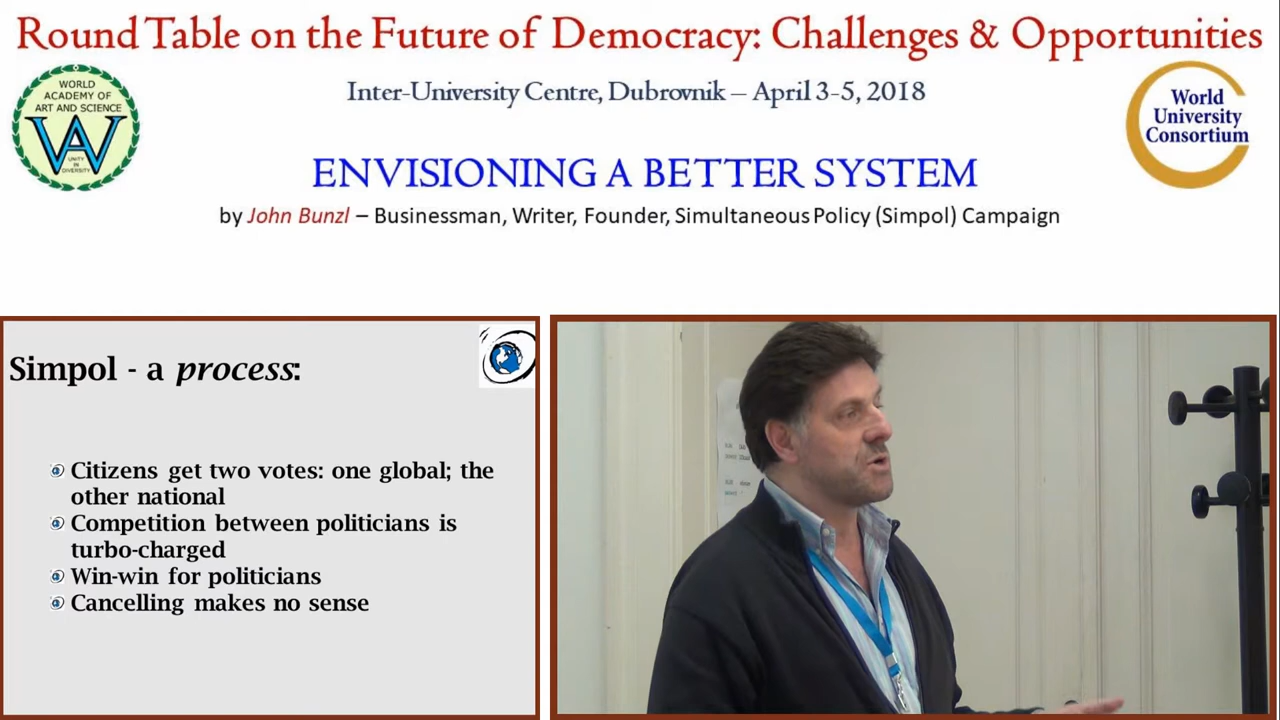 Round Table on the Future of Democracy: Challenges & Opportunities
Inter-University Centre, Dubrovnik – April 3-5, 2018
WORLD
ACADEMY OF
ART AND SCIENCE
UNITY
IN
DIVERSITY
World
University
Consortium
ENVISIONING A BETTER SYSTEM
by John Bunzl – Businessman, Writer, Founder, Simultaneous Policy (Simpol) Campaign
Simpol - a process:
Citizens get two votes: one global; the
other national
Competition between politicians is
turbo-charged
Win-win for politicians
Cancelling makes no sense